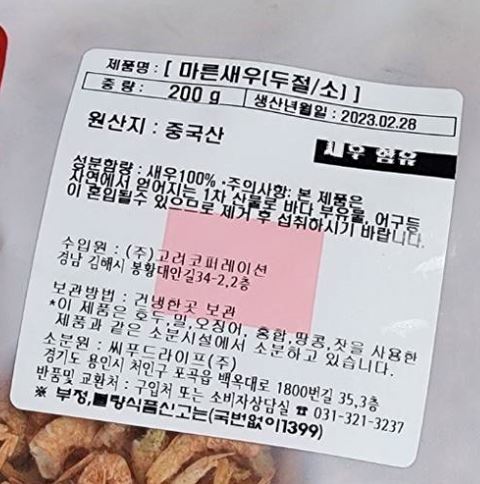 제품명 : [ 마른새우(두절/소) ]
중 량 : 200 g 생산년월일 : 2023.02.28
원산지 : 중국산
새우 함유
성분함량 : 새우100% ·주의사항: 본 제품은
자연에서 얻어지는 1차 산물로 바다 부유물, 어구등
이 혼입될수 있으므로 제거 후 섭취하시기 바랍니다.
수입원 : (주)고려코퍼레이션
경남 김해시 봉황대안길34-2,2층
보관방법 : 건냉한곳 보관
*이 제품은 호두,밀,오징어, 홍합,땅콩,잣을 사용한
제품과 같은 소분시설에서 소분하고 있습니다.
소분원 : 씨푸드라이프(주)
경기도 용인시 처인구 포곡읍 백옥대로 1800번길 35,3층
반품및 교환처 : 구입처 또는 소비자상담실 ☎ 031-321-3237
※ 부정,불량식품신고는(국번없이1399)